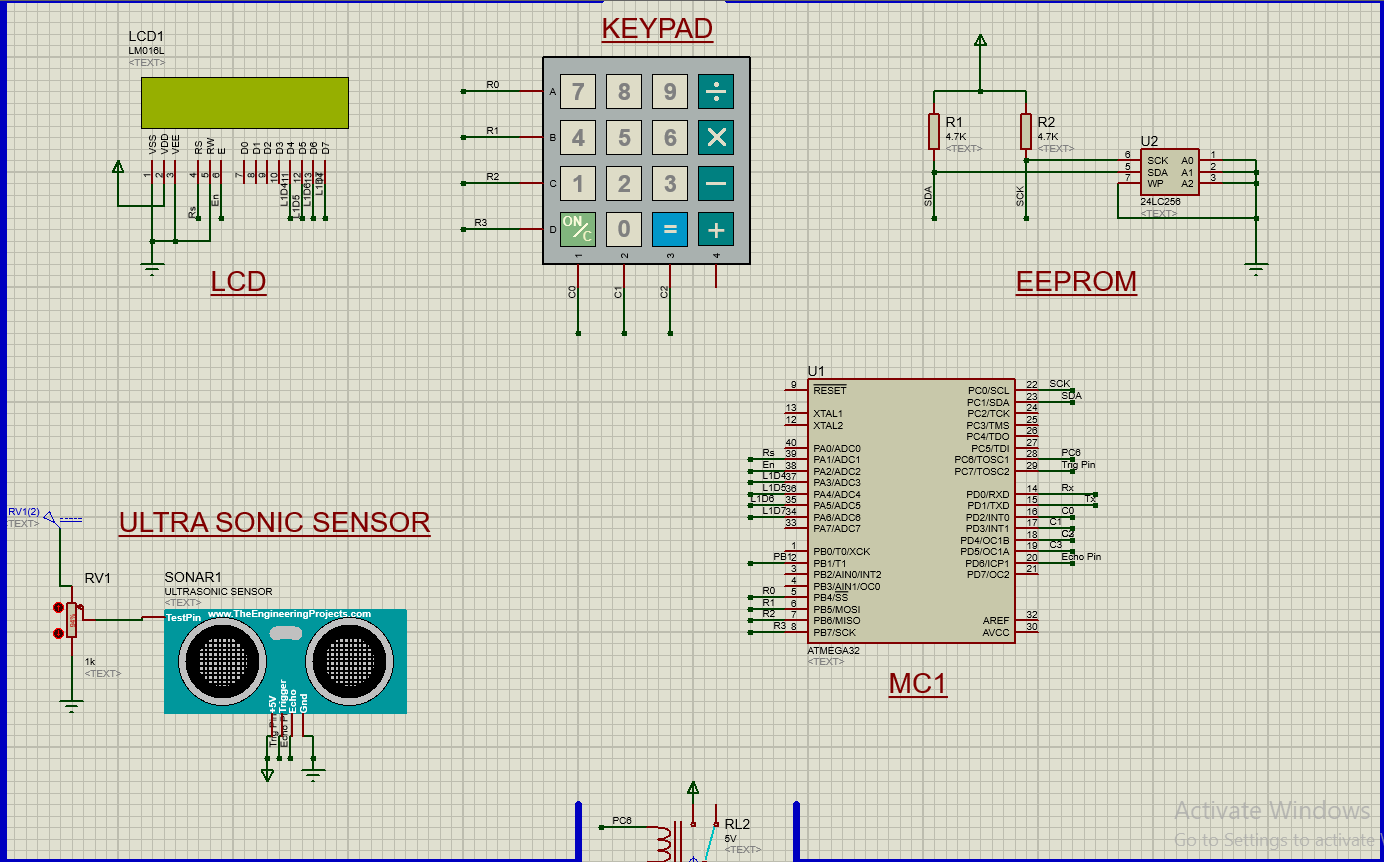 KEYPAD
LCD1
LM016L
<TEXT>
VSS
VDD
VEE
RS
RW
E
D0
D1
D2
D3
D4
D5
D6
D7
1
2
3
4
5
6
7
8
9
10
11
12
13
14
Rs
En
L1D4
L1D5
L1D6
L1D7
LCD
R0
R1
R2
R3
A
B
C
D
7 8 9 ÷
4 5 6 ×
1 2 3 −
ON/C 0 = +
1 2 3 4
C0
C1
C2
R1
4.7K
<TEXT>
R2
4.7K
<TEXT>
SDA
SCK
U2
6 SCK A0 1
5 SDA A1 2
7 WP A2 3
24LC256
<TEXT>
EEPROM
U1
9 RESET
13 XTAL1
12 XTAL2
40 PA0/ADC0
Rs 39 PA1/ADC1
En 38 PA2/ADC2
L1D4 37 PA3/ADC3
L1D5 36 PA4/ADC4
L1D6 35 PA5/ADC5
L1D7 34 PA6/ADC6
33 PA7/ADC7
1 PB0/T0/XCK
PB1 2 PB1/T1
3 PB2/AIN0/INT2
4 PB3/AIN1/OC0
R0 5 PB4/SS
R1 6 PB5/MOSI
R2 7 PB6/MISO
R3 8 PB7/SCK
PC0/SCL 22 SCK
PC1/SDA 23 SDA
PC2/TCK 24
PC3/TMS 25
PC4/TDO 26
PC5/TDI 27
PC6/TOSC1 28 PC6
PC7/TOSC2 29 Trig Pin
PD0/RXD 14 Rx
PD1/TXD 15 Tx
PD2/INT0 16 C0
PD3/INT1 17 C1
PD4/OC1B 18 C2
PD5/OC1A 19 C3
PD6/ICP1 20 Echo Pin
PD7/OC2 21
AREF 32
AVCC 30
ATMEGA32
<TEXT>
MC1
RV1(2)
ULTRA SONIC SENSOR
RV1
1k
<TEXT>
SONAR1
ULTRASONIC SENSOR
<TEXT>
TestPin
www.TheEngineeringProjects.com
+5V
Trigger
Echo
Gnd
PC6
RL2
5V
<TEXT>
Activate Windows
Go to Settings to activate